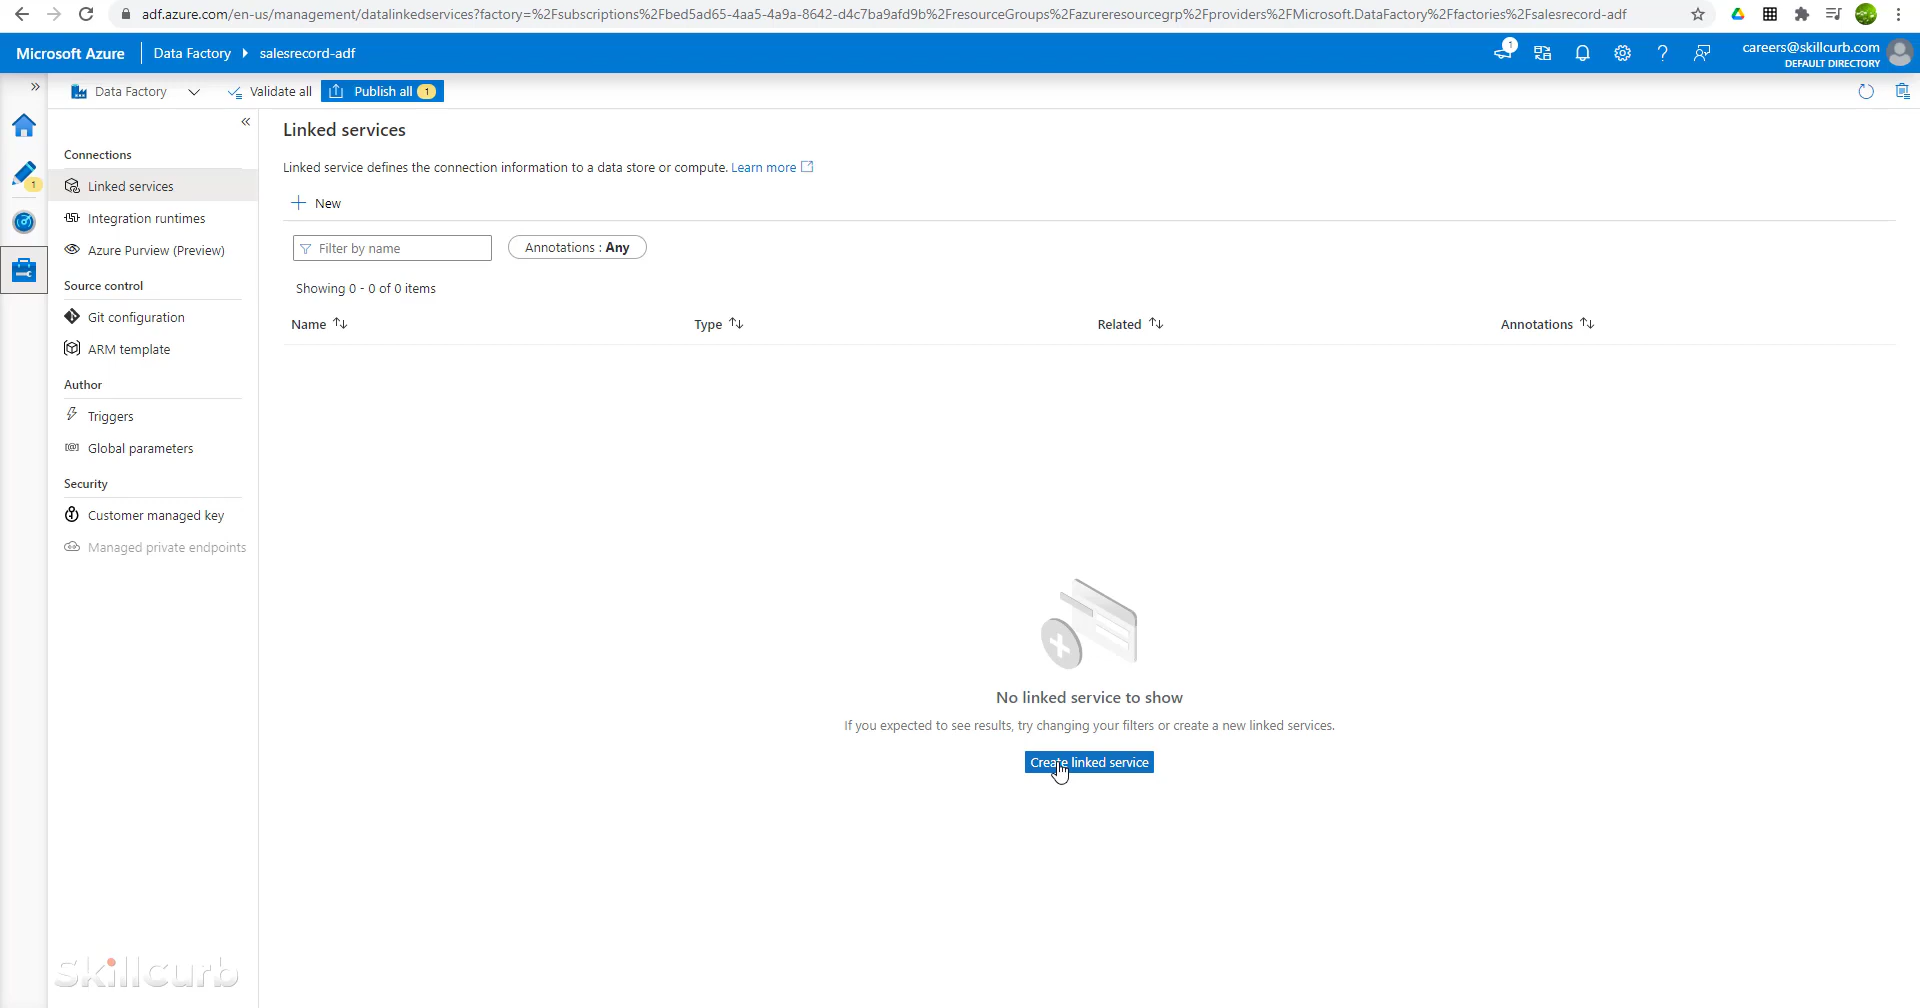 adf.azure.com/en-us/management/datalinkedservices?factory=%2Fsubscriptions%2Fbed5ad65-4aa5-4a9a-8642-d4c7ba9afd9b%2FresourceGroups%2Fazureresourcegrp%2Fproviders%2FMicrosoft.DataFactory%2Ffactories%2Fsalesrecord-adf
Microsoft Azure Data Factory salesrecord-adf 1 careers@skillcurb.com
DEFAULT DIRECTORY
Data Factory Validate all Publish all 1
Linked services
Linked service defines the connection information to a data store or compute. Learn more
New
Filter by name Annotations : Any
Showing 0 - 0 of 0 items
Name Type Related Annotations
No linked service to show
If you expected to see results, try changing your filters or create a new linked services.
Create linked service
1
Connections
Linked services
Integration runtimes
Azure Purview (Preview)
Source control
Git configuration
ARM template
Author
Triggers
Global parameters
Security
Customer managed key
Managed private endpoints
Skillcurb